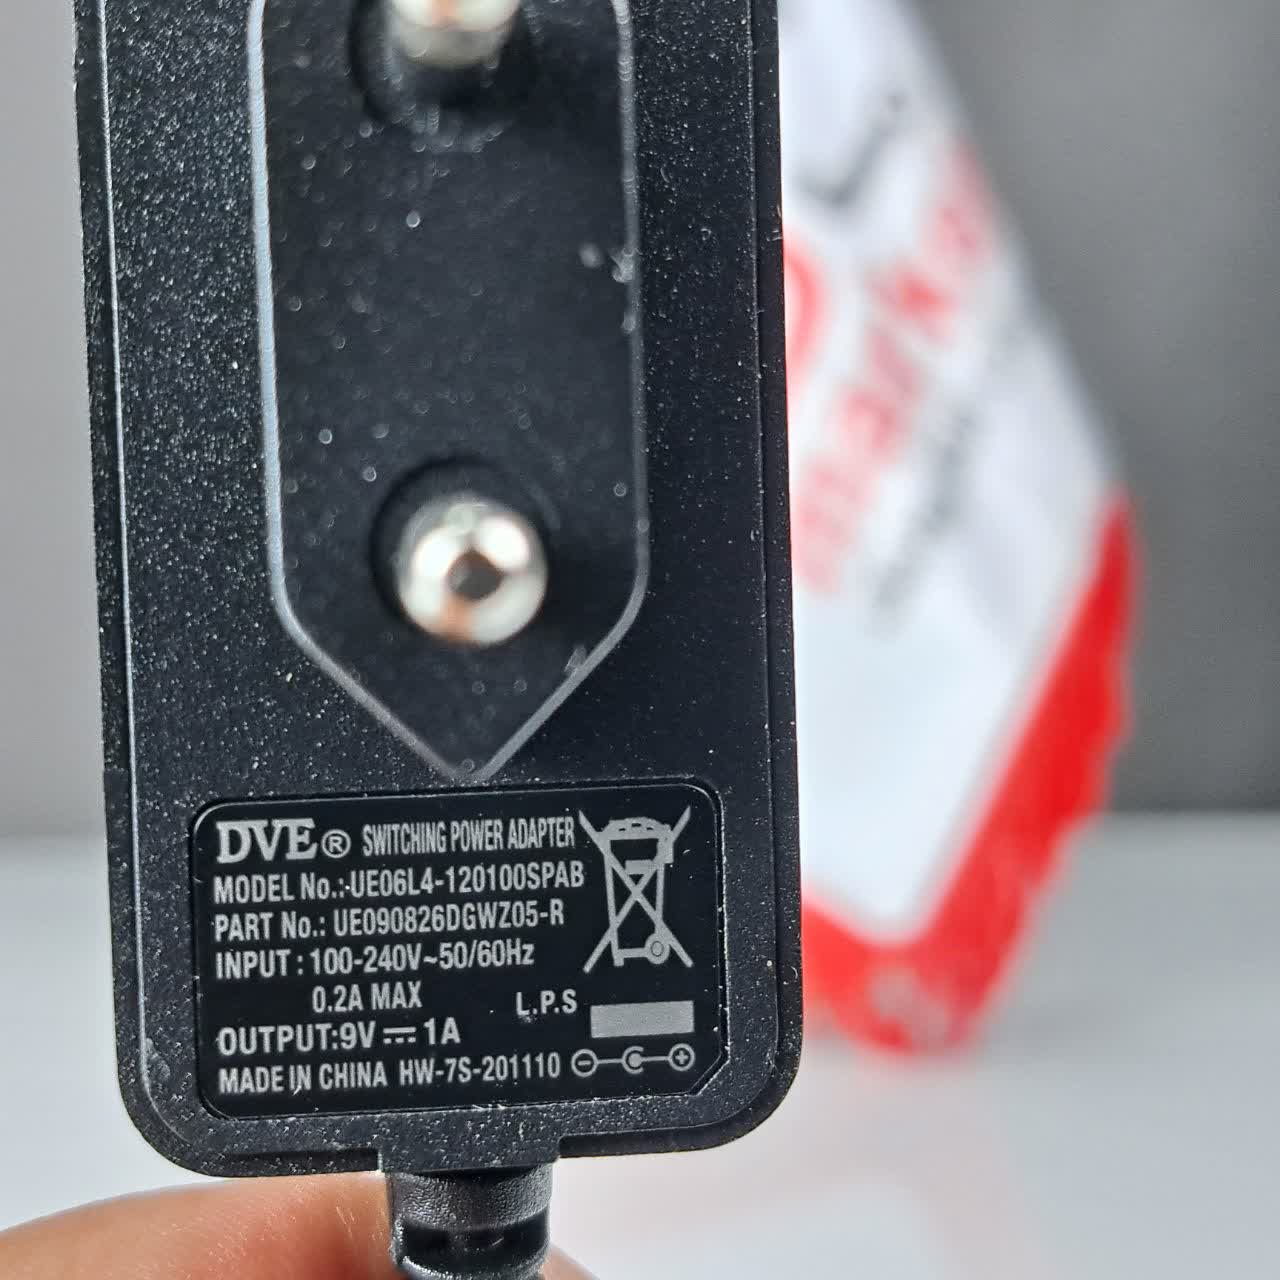 DVE® SWITCHING POWER ADAPTER
MODEL No.: UE06L4-120100SPAB
PART No.: UE090826DGWZ05-R
INPUT : 100-240V~50/60Hz
0.2A MAX
L.P.S
OUTPUT:9V ⎓ 1A
MADE IN CHINA HW-7S-201110